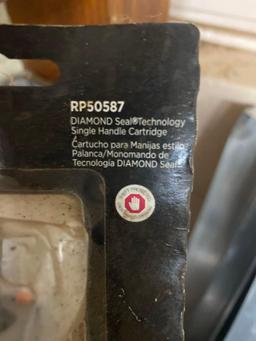 RP50587
DIAMOND Seal®Technology
Single Handle Cartridge
Cartucho para Manijas estilo
Palanca/Monomando de
Tecnología DIAMOND Seal